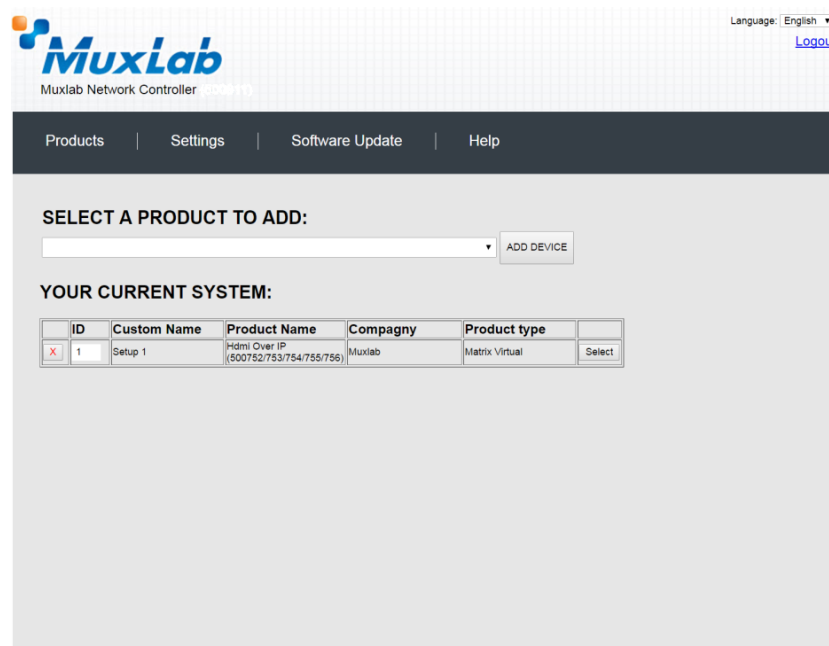 Language: English
Logou
MuxLab
Muxlab Network Controller (500811)
Products | Settings | Software Update | Help
SELECT A PRODUCT TO ADD:
ADD DEVICE
YOUR CURRENT SYSTEM:
ID Custom Name Product Name Compagny Product type
X 1 Setup 1 Hdmi Over IP (500752/753/754/755/756) Muxlab Matrix Virtual Select